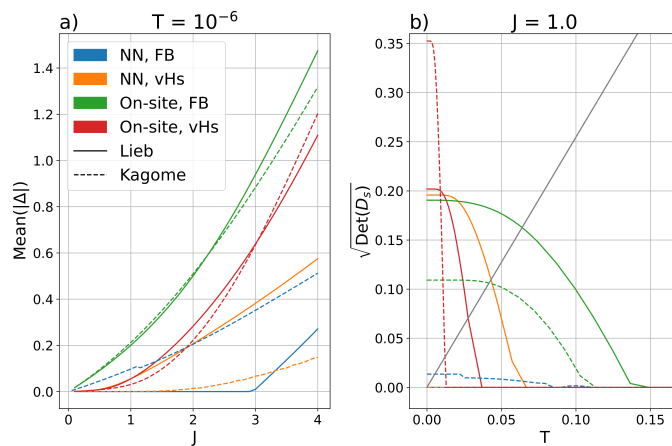 a)
T = 10⁻⁶
NN, FB
NN, vHs
On-site, FB
On-site, vHs
Lieb
Kagome
Mean(|Δ|)
1.4
1.2
1.0
0.8
0.6
0.4
0.2
0.0
0
1
2
3
4
J
b)
J = 1.0
√Det(Dₛ)
0.35
0.30
0.25
0.20
0.15
0.10
0.05
0.00
0.00
0.05
0.10
0.15
T